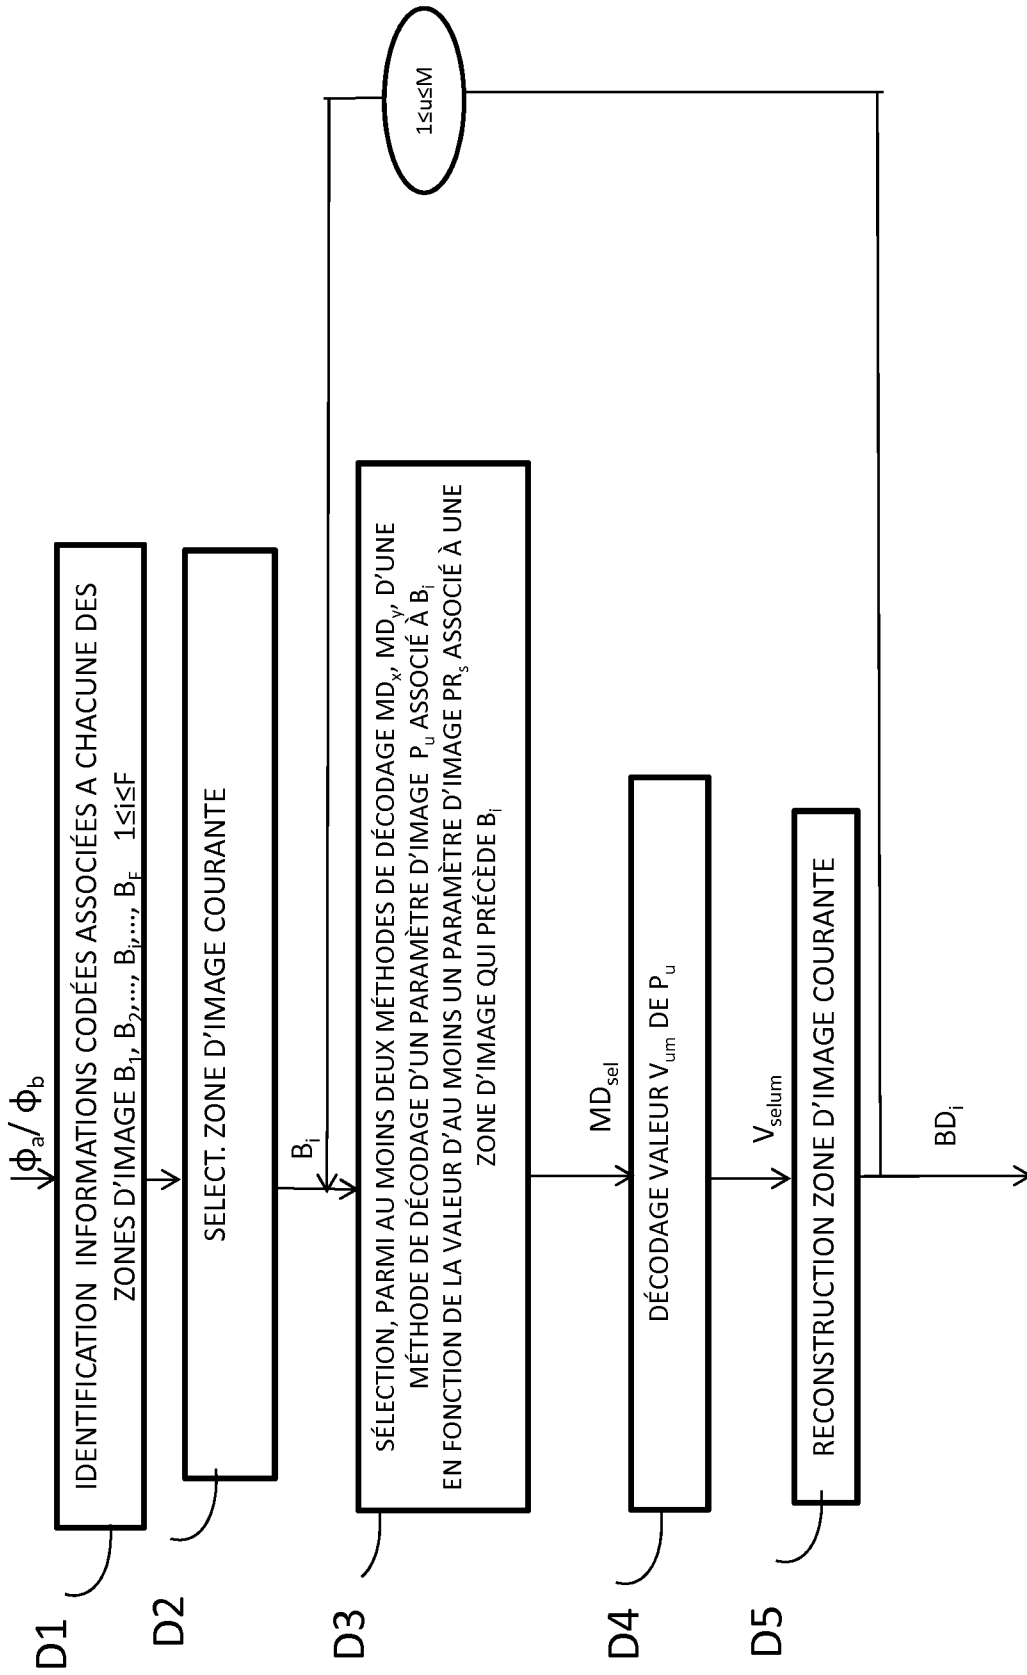 Φa/ Φb
D1
IDENTIFICATION INFORMATIONS CODÉES ASSOCIÉES A CHACUNE DES
ZONES D'IMAGE B1, B2,..., Bi,..., BF 1≤i≤F
D2
SELECT. ZONE D'IMAGE COURANTE
Bi
1≤u≤M
D3
SÉLECTION, PARMI AU MOINS DEUX MÉTHODES DE DÉCODAGE MDx, MDy, D'UNE
MÉTHODE DE DÉCODAGE D'UN PARAMÈTRE D'IMAGE Pu ASSOCIÉ À Bi
EN FONCTION DE LA VALEUR D'AU MOINS UN PARAMÈTRE D'IMAGE PRs ASSOCIÉ À UNE
ZONE D'IMAGE QUI PRÉCÈDE Bi
MDsel
D4
DÉCODAGE VALEUR Vum DE Pu
Vselum
D5
RECONSTRUCTION ZONE D'IMAGE COURANTE
BDi